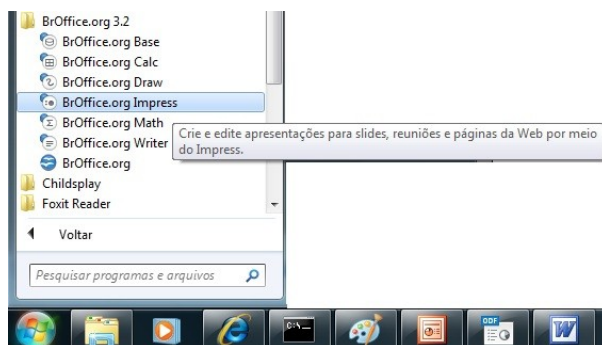 BrOffice.org 3.2
BrOffice.org Base
BrOffice.org Calc
BrOffice.org Draw
BrOffice.org Impress
BrOffice.org Math
BrOffice.org Writer
Crie e edite apresentações para slides, reuniões e páginas da Web por meio
do Impress.
BrOffice.org
Childsplay
Foxit Reader
Voltar
Pesquisar programas e arquivos
C:\_
ODF
W